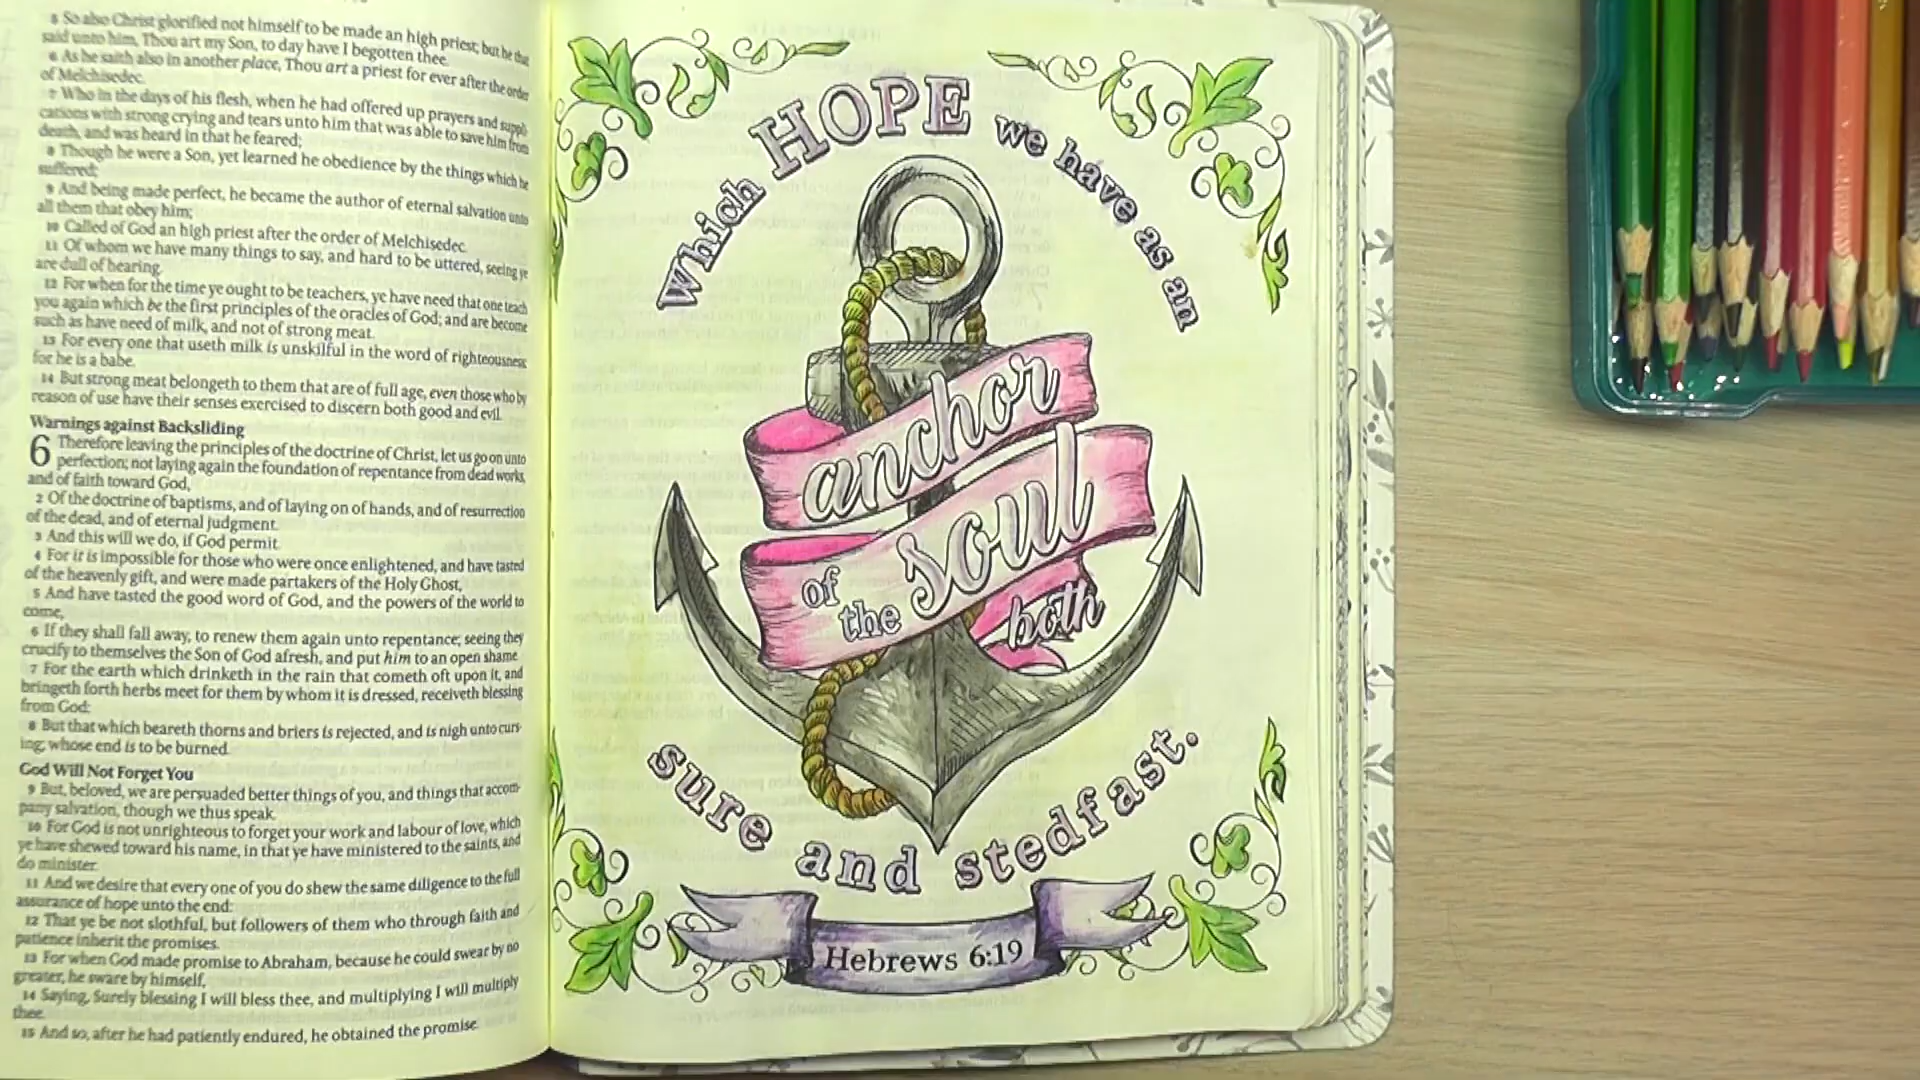 5 So also Christ glorified not himself to be made an high priest; but he that
said unto him, Thou art my Son, to day have I begotten thee.
6 As he saith also in another place, Thou art a priest for ever after the order
of Melchisedec.
7 Who in the days of his flesh, when he had offered up prayers and suppli-
cations with strong crying and tears unto him that was able to save him from
death, and was heard in that he feared;
8 Though he were a Son, yet learned he obedience by the things which he
suffered;
9 And being made perfect, he became the author of eternal salvation unto
all them that obey him;
10 Called of God an high priest after the order of Melchisedec.
11 Of whom we have many things to say, and hard to be uttered, seeing ye
are dull of hearing.
12 For when for the time ye ought to be teachers, ye have need that one teach
you again which be the first principles of the oracles of God; and are become
such as have need of milk, and not of strong meat.
13 For every one that useth milk is unskilful in the word of righteousness:
for he is a babe.
14 But strong meat belongeth to them that are of full age, even those who by
reason of use have their senses exercised to discern both good and evil.
Warnings against Backsliding
6 Therefore leaving the principles of the doctrine of Christ, let us go on unto
perfection; not laying again the foundation of repentance from dead works,
and of faith toward God,
2 Of the doctrine of baptisms, and of laying on of hands, and of resurrection
of the dead, and of eternal judgment.
3 And this will we do, if God permit.
4 For it is impossible for those who were once enlightened, and have tasted
of the heavenly gift, and were made partakers of the Holy Ghost,
5 And have tasted the good word of God, and the powers of the world to
come,
6 If they shall fall away, to renew them again unto repentance; seeing they
crucify to themselves the Son of God afresh, and put him to an open shame.
7 For the earth which drinketh in the rain that cometh oft upon it, and
bringeth forth herbs meet for them by whom it is dressed, receiveth blessing
from God:
8 But that which beareth thorns and briers is rejected, and is nigh unto curs-
ing; whose end is to be burned.
God Will Not Forget You
9 But, beloved, we are persuaded better things of you, and things that accom-
pany salvation, though we thus speak.
10 For God is not unrighteous to forget your work and labour of love, which
ye have shewed toward his name, in that ye have ministered to the saints, and
do minister.
11 And we desire that every one of you do shew the same diligence to the full
assurance of hope unto the end:
12 That ye be not slothful, but followers of them who through faith and
patience inherit the promises.
13 For when God made promise to Abraham, because he could swear by no
greater, he sware by himself,
14 Saying, Surely blessing I will bless thee, and multiplying I will multiply
thee.
15 And so, after he had patiently endured, he obtained the promise.
Which HOPE we have as an
anchor
of the soul
both
sure and stedfast.
Hebrews 6:19